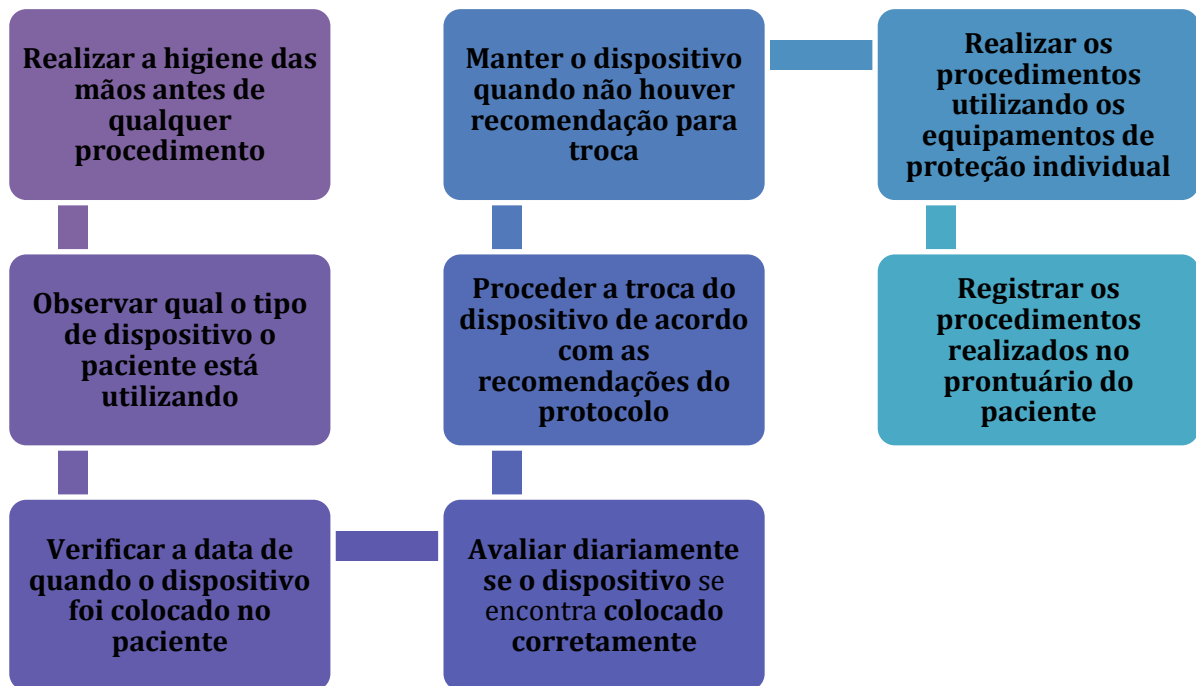 Realizar a higiene das
mãos antes de
qualquer
procedimento
Observar qual o tipo
de dispositivo o
paciente está
utilizando
Verificar a data de
quando o dispositivo
foi colocado no
paciente
Avaliar diariamente
se o dispositivo se
encontra colocado
corretamente
Proceder a troca do
dispositivo de acordo
com as
recomendações do
protocolo
Manter o dispositivo
quando não houver
recomendação para
troca
Realizar os
procedimentos
utilizando os
equipamentos de
proteção individual
Registrar os
procedimentos
realizados no
prontuário do
paciente